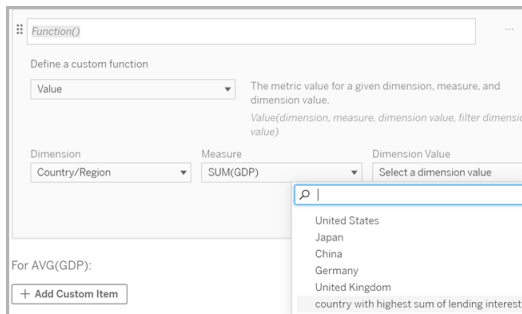 Function()
Define a custom function
Value
The metric value for a given dimension, measure, and
dimension value.
Value(dimension, measure, dimension value, filter
value)
Dimension
Measure
Dimension Value
Country/Region
SUM(GDP)
Select a dimension value
United States
Japan
China
Germany
United Kingdom
country with highest sum of lending interest
For AVG(GDP):
+ Add Custom Item